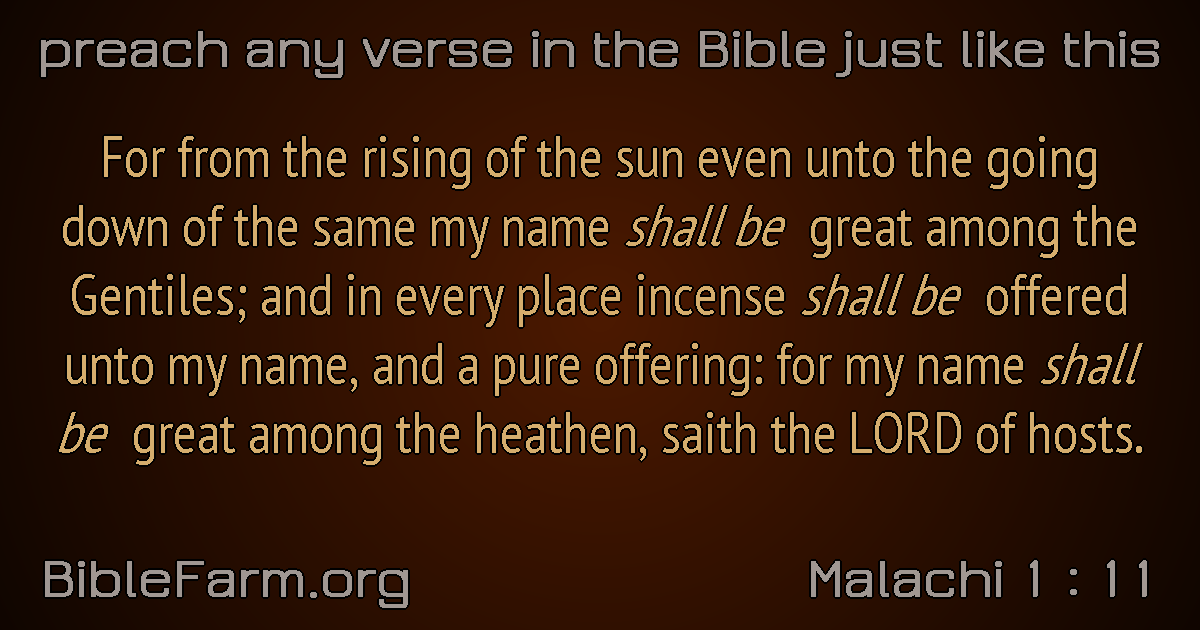 preach any verse in the Bible just like this
For from the rising of the sun even unto the going
down of the same my name shall be great among the
Gentiles; and in every place incense shall be offered
unto my name, and a pure offering: for my name shall
be great among the heathen, saith the LORD of hosts.
BibleFarm.org
Malachi 1 : 11